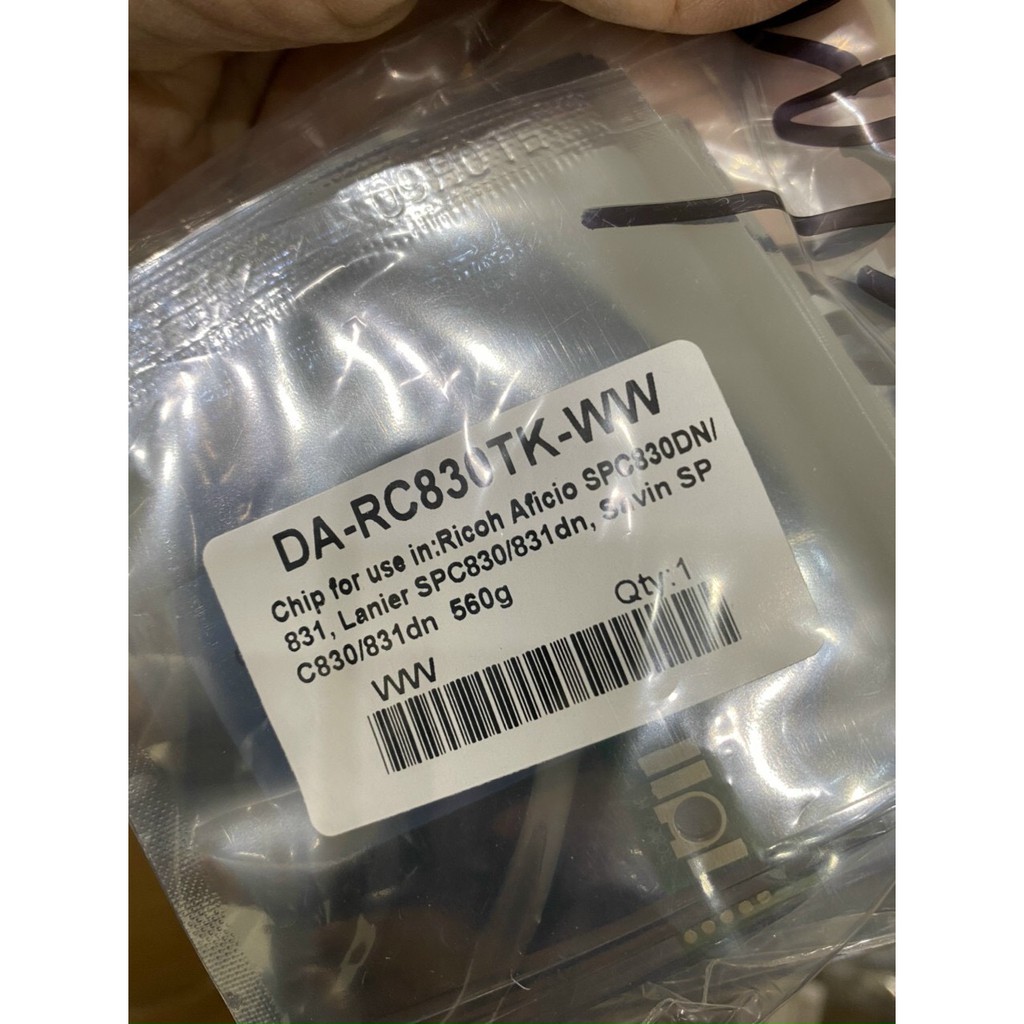 DA-RC830TK-WW
Chip for use in:Ricoh Aficio SPC830DN/
831, Lanier SPC830/831dn, Savin SP
C830/831dn 560g
Qty:1
WW